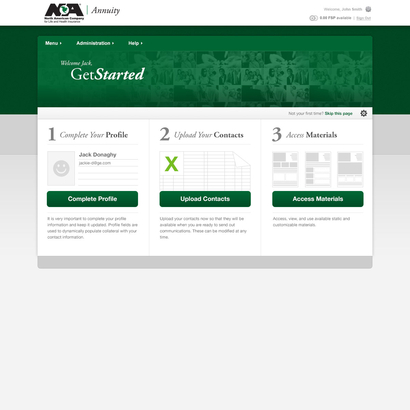 NAC
Annuity
North American Company
for Life and Health Insurance
Welcome, John Smith
0.00 FSP available | Sign Out
Menu
Administration
Help
Welcome Jack,
GetStarted
Not your first time? Skip this page
1 Complete Your Profile
Jack Donaghy
Complete Profile
It is very important to complete your profile
information and keep it updated. Profile fields are
used to dynamically populate collateral with your
contact information.
2 Upload Your Contacts
X
Upload Contacts
Upload your contacts now so that they will be
available when you are ready to send out
communications. These can be modified at any
time.
3 Access Materials
Access Materials
Access, view, and use available static and
customizable materials.